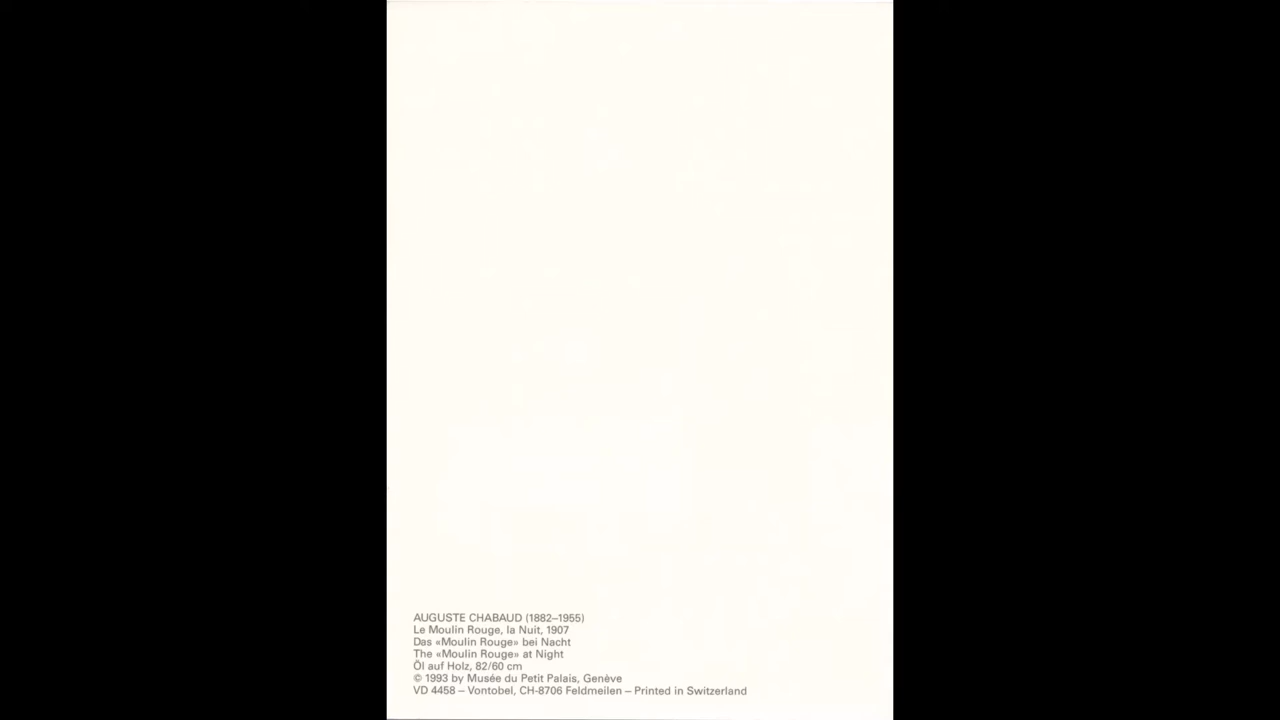 AUGUSTE CHABAUD (1882–1955)
Le Moulin Rouge, la Nuit, 1907
Das «Moulin Rouge» bei Nacht
The «Moulin Rouge» at Night
Öl auf Holz, 82/60 cm
© 1993 by Musée du Petit Palais, Genève
VD 4458 – Vontobel, CH-8706 Feldmeilen – Printed in Switzerland